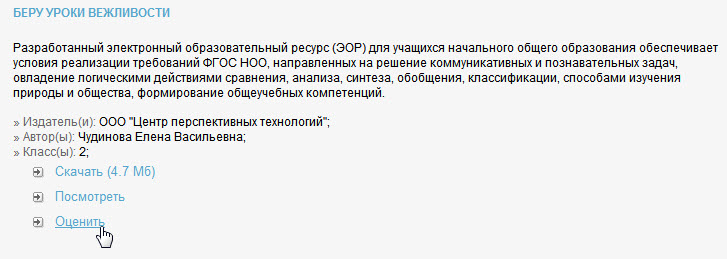 БЕРУ УРОКИ ВЕЖЛИВОСТИ
Разработанный электронный образовательный ресурс (ЭОР) для учащихся начального общего образования обеспечивает
условия реализации требований ФГОС НОО, направленных на решение коммуникативных и познавательных задач,
овладение логическими действиями сравнения, анализа, синтеза, обобщения, классификации, способами изучения
природы и общества, формирование общеучебных компетенций.
» Издатель(и): ООО "Центр перспективных технологий";
» Автор(ы): Чудинова Елена Васильевна;
» Класс(ы): 2;
Скачать (4.7 Мб)
Посмотреть
Оценить